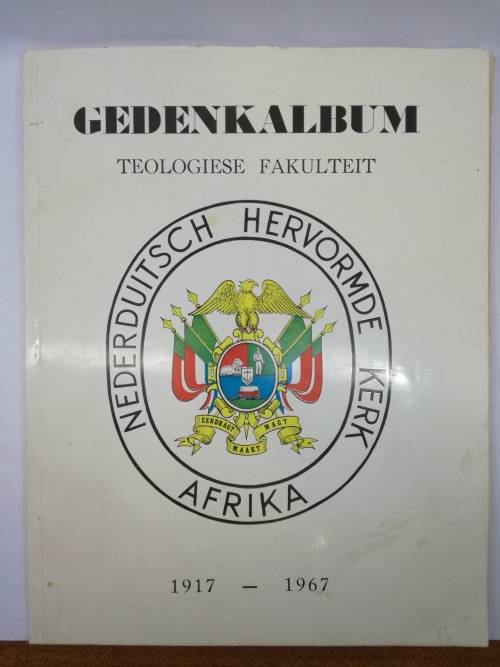 GEDENKALBUM
TEOLOGIESE FAKULTEIT
NEDERDUITSCH HERVORMDE KERK
AFRIKA
EENDRAGT MAAKT MAGT
1917 — 1967